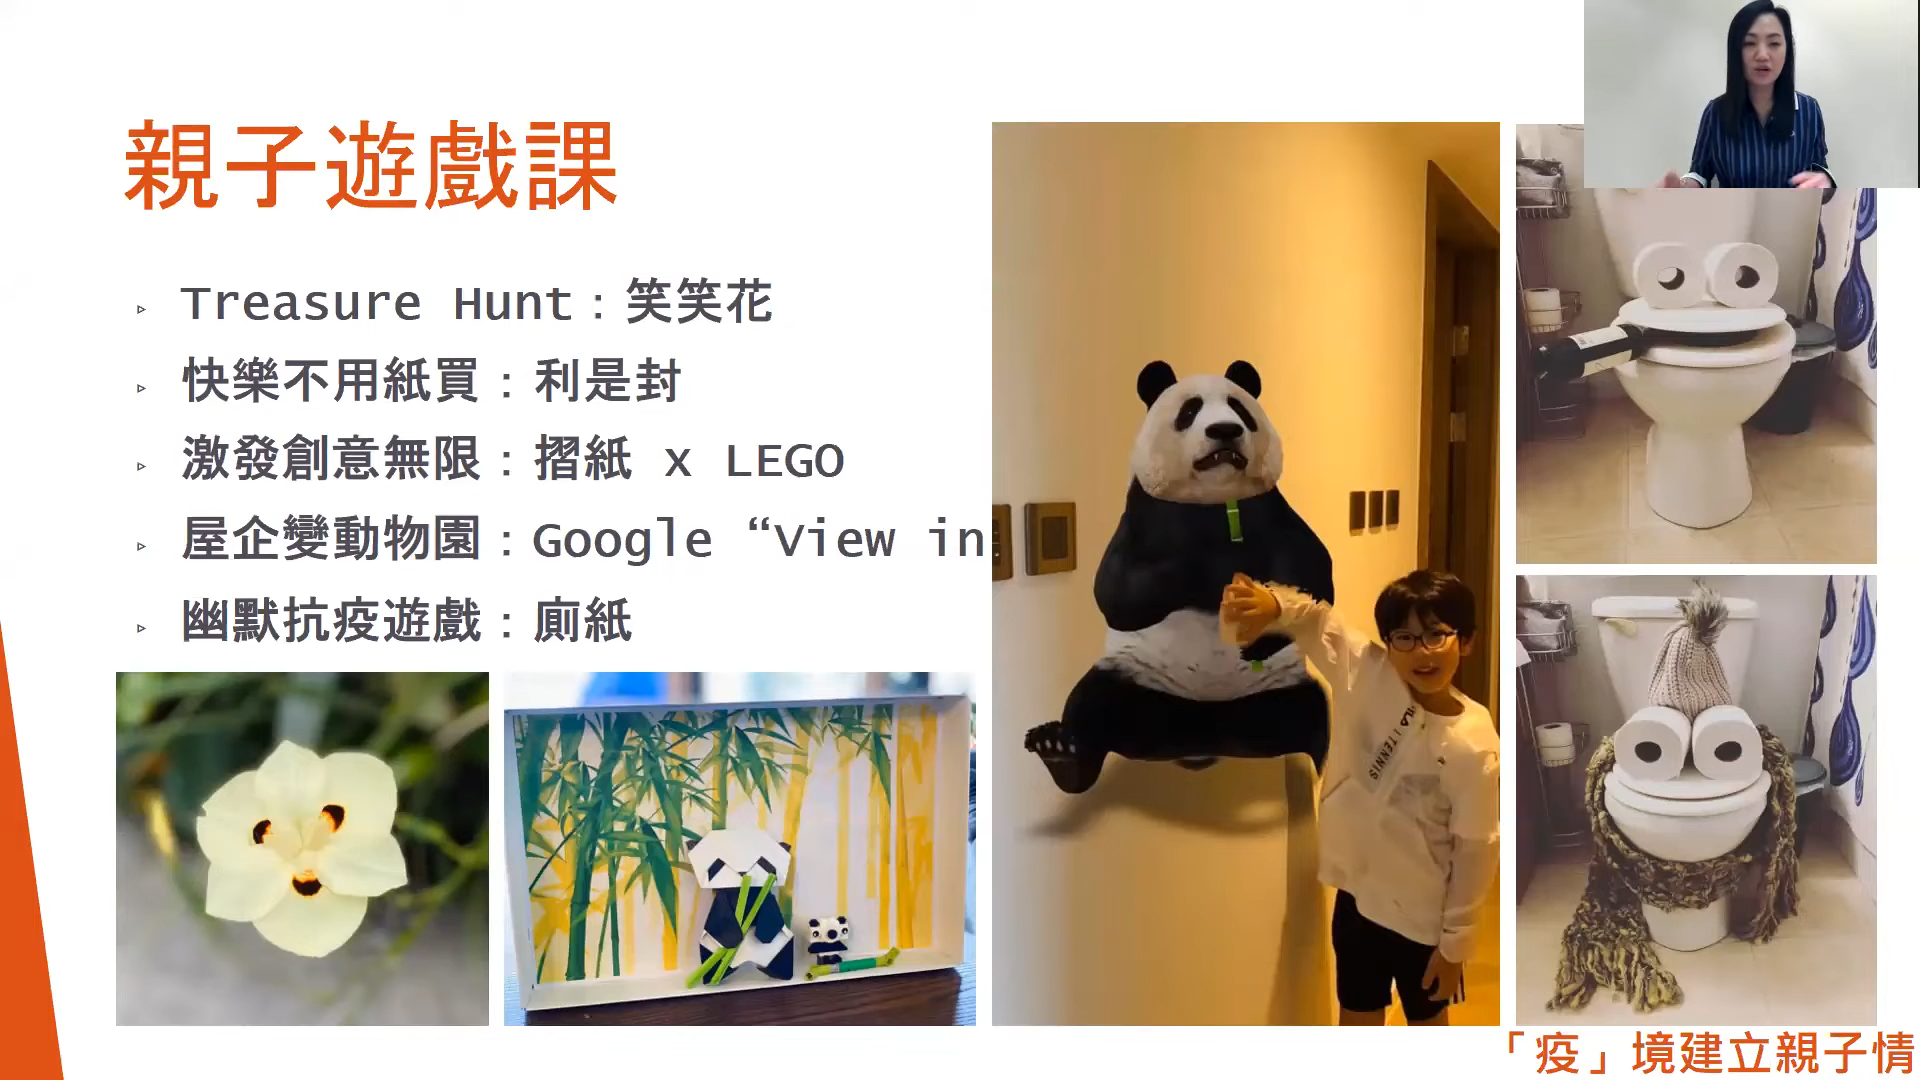 親子遊戲課
Treasure Hunt：笑笑花
快樂不用紙買：利是封
激發創意無限：摺紙 x LEGO
屋企變動物園：Google “View in
幽默抗疫遊戲：廁紙
I TENNIS
「疫」境建立親子情